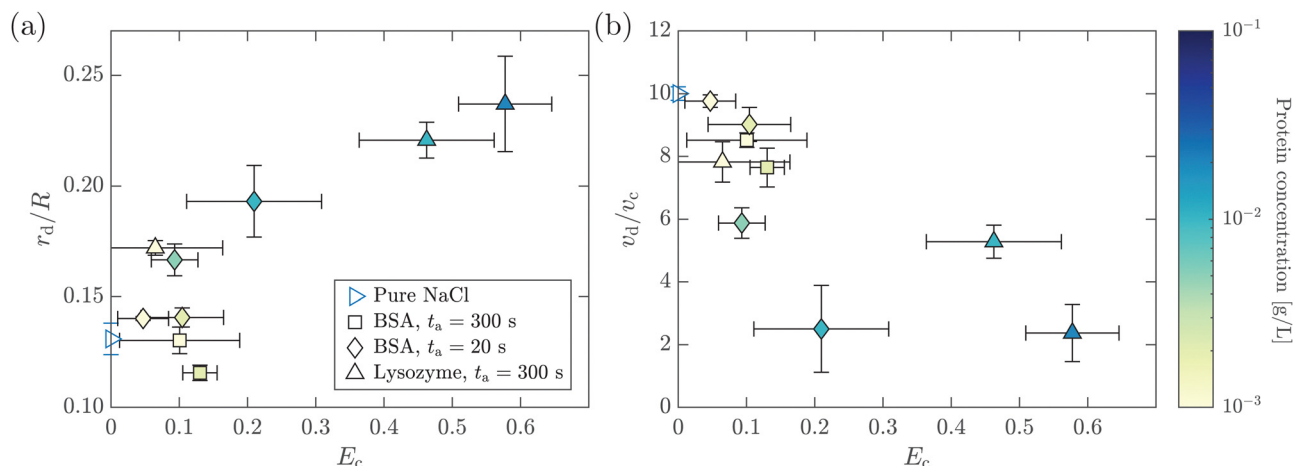 (a)
r_d/R
0.25
0.20
0.15
0.10
0
0.1
0.2
0.3
0.4
0.5
0.6
E_c
Pure NaCl
BSA, t_a = 300 s
BSA, t_a = 20 s
Lysozyme, t_a = 300 s
(b)
v_d/v_c
12
10
8
6
4
2
0
0
0.1
0.2
0.3
0.4
0.5
0.6
E_c
10^{-1}
10^{-2}
10^{-3}
Protein concentration [g/L]